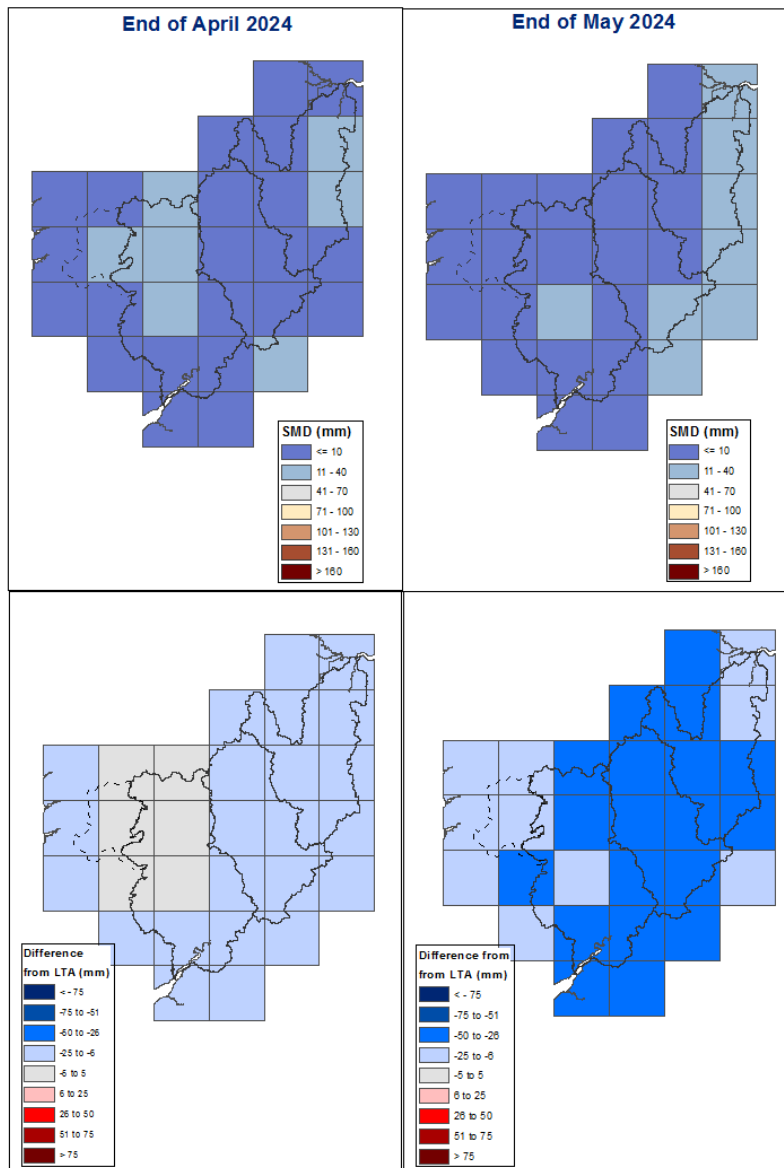 End of April 2024
End of May 2024
SMD (mm)
<= 10
11 - 40
41 - 70
71 - 100
101 - 130
131 - 160
> 160
SMD (mm)
<= 10
11 - 40
41 - 70
71 - 100
101 - 130
131 - 160
> 160
Difference
from LTA (mm)
< - 75
-75 to -51
-50 to -26
-25 to -6
-5 to 5
6 to 25
26 to 50
51 to 75
> 75
Difference from
from LTA (mm)
< - 75
-75 to -51
-50 to -26
-25 to -6
-5 to 5
6 to 25
26 to 50
51 to 75
> 75